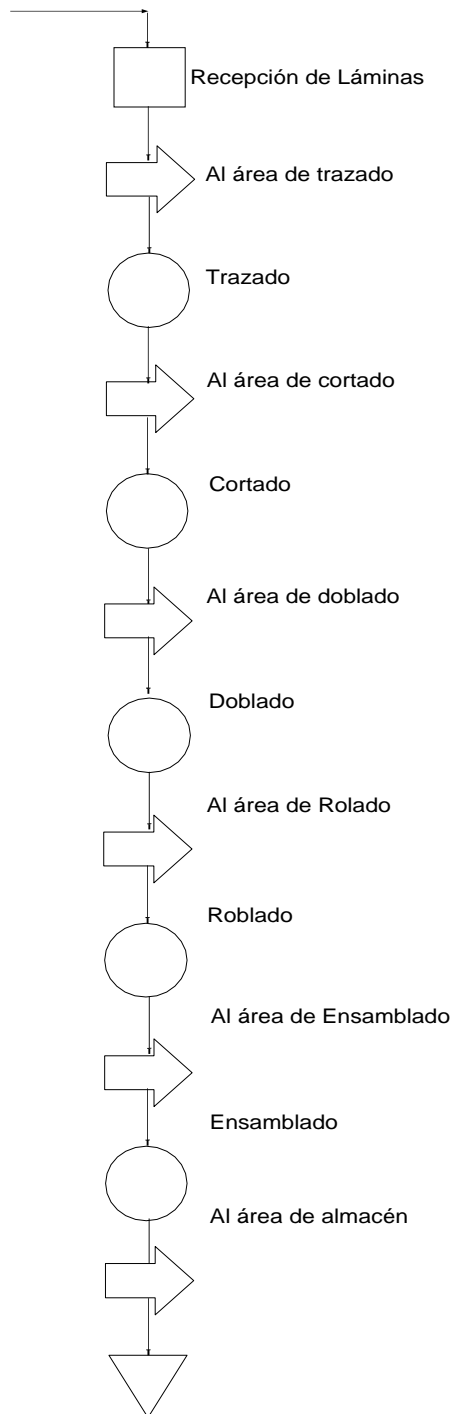 Recepción de Láminas
Al área de trazado
Trazado
Al área de cortado
Cortado
Al área de doblado
Doblado
Al área de Rolado
Roblado
Al área de Ensamblado
Ensamblado
Al área de almacén